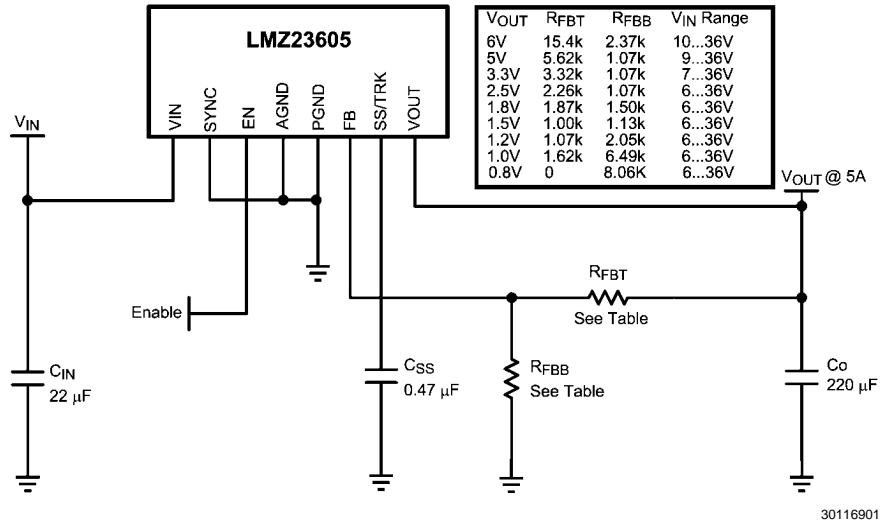 LMZ23605
VIN
SYNC
EN
AGND
PGND
FB
SS/TRK
VOUT
VOUT RFBT RFBB VIN Range
6V 15.4k 2.37k 10...36V
5V 5.62k 1.07k 9...36V
3.3V 3.32k 1.07k 7...36V
2.5V 2.26k 1.07k 6...36V
1.8V 1.87k 1.50k 6...36V
1.5V 1.00k 1.13k 6...36V
1.2V 1.07k 2.05k 6...36V
1.0V 1.62k 6.49k 6...36V
0.8V 0 8.06K 6...36V
VIN
VOUT @ 5A
Enable
RFBT
See Table
CIN
22 μF
CSS
0.47 μF
RFBB
See Table
CO
220 μF
30116901